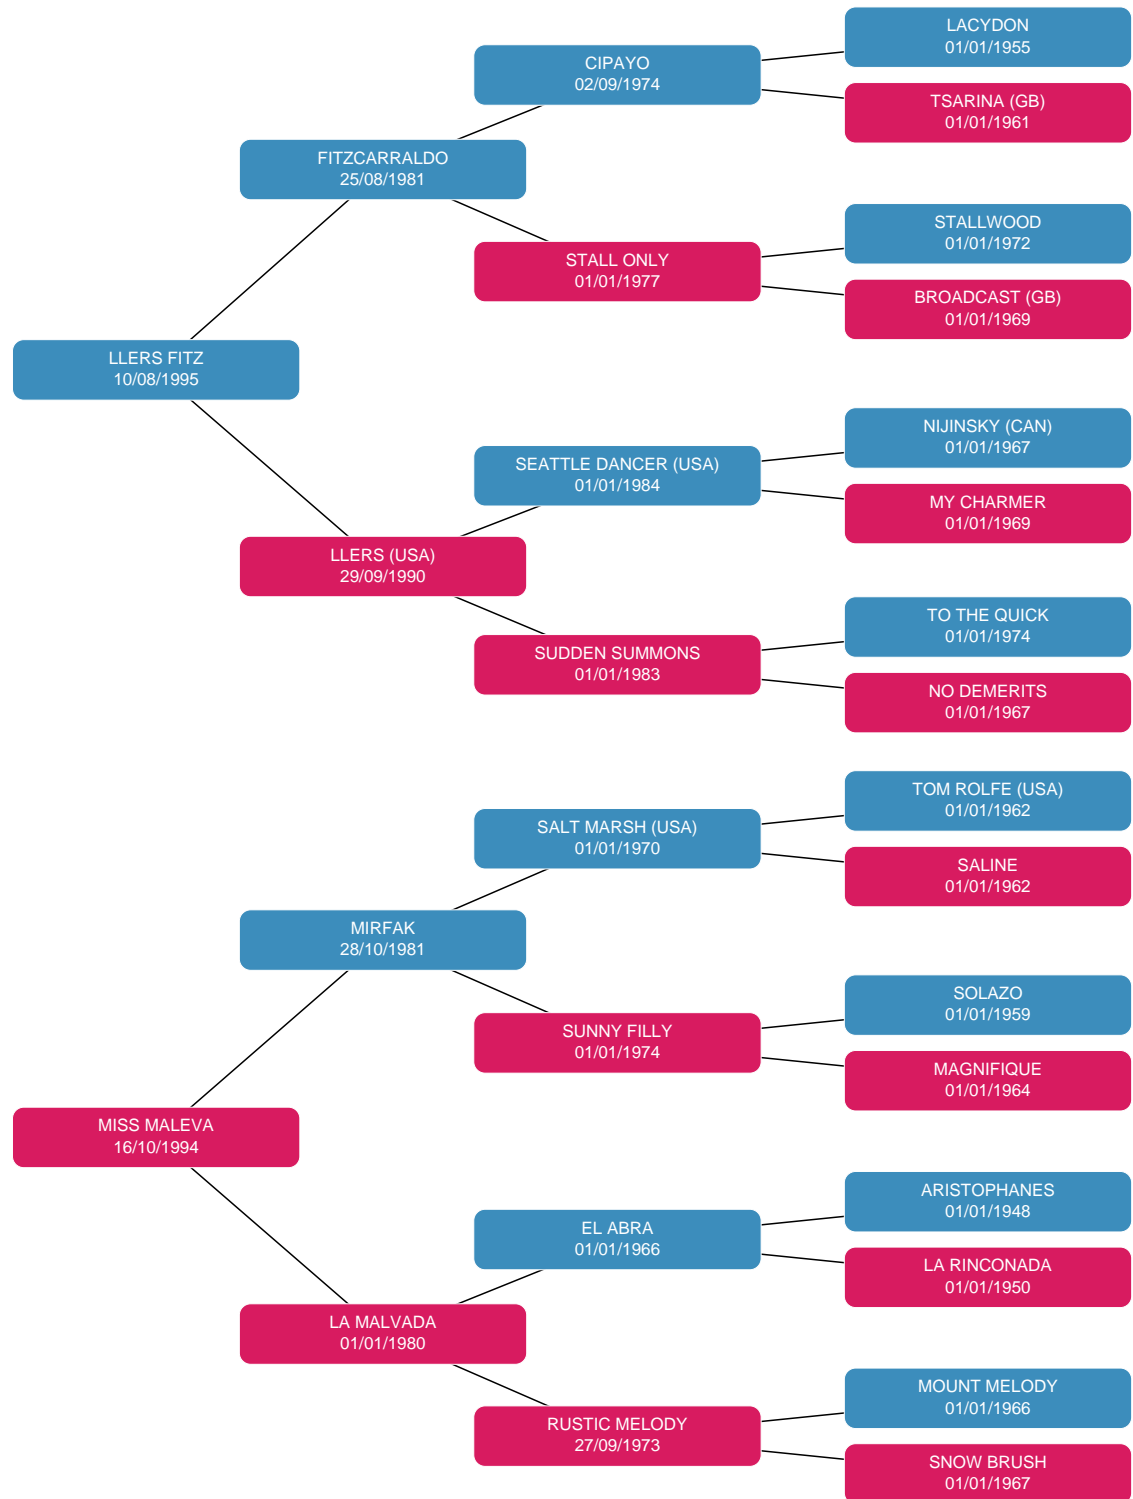 LACYDON
01/01/1955
CIPAYO
02/09/1974
TSARINA (GB)
01/01/1961
FITZCARRALDO
25/08/1981
STALLWOOD
01/01/1972
STALL ONLY
01/01/1977
BROADCAST (GB)
01/01/1969
LLERS FITZ
10/08/1995
NIJINSKY (CAN)
01/01/1967
SEATTLE DANCER (USA)
01/01/1984
MY CHARMER
01/01/1969
LLERS (USA)
29/09/1990
TO THE QUICK
01/01/1974
SUDDEN SUMMONS
01/01/1983
NO DEMERITS
01/01/1967
TOM ROLFE (USA)
01/01/1962
SALT MARSH (USA)
01/01/1970
SALINE
01/01/1962
MIRFAK
28/10/1981
SOLAZO
01/01/1959
SUNNY FILLY
01/01/1974
MAGNIFIQUE
01/01/1964
MISS MALEVA
16/10/1994
ARISTOPHANES
01/01/1948
EL ABRA
01/01/1966
LA RINCONADA
01/01/1950
LA MALVADA
01/01/1980
MOUNT MELODY
01/01/1966
RUSTIC MELODY
27/09/1973
SNOW BRUSH
01/01/1967